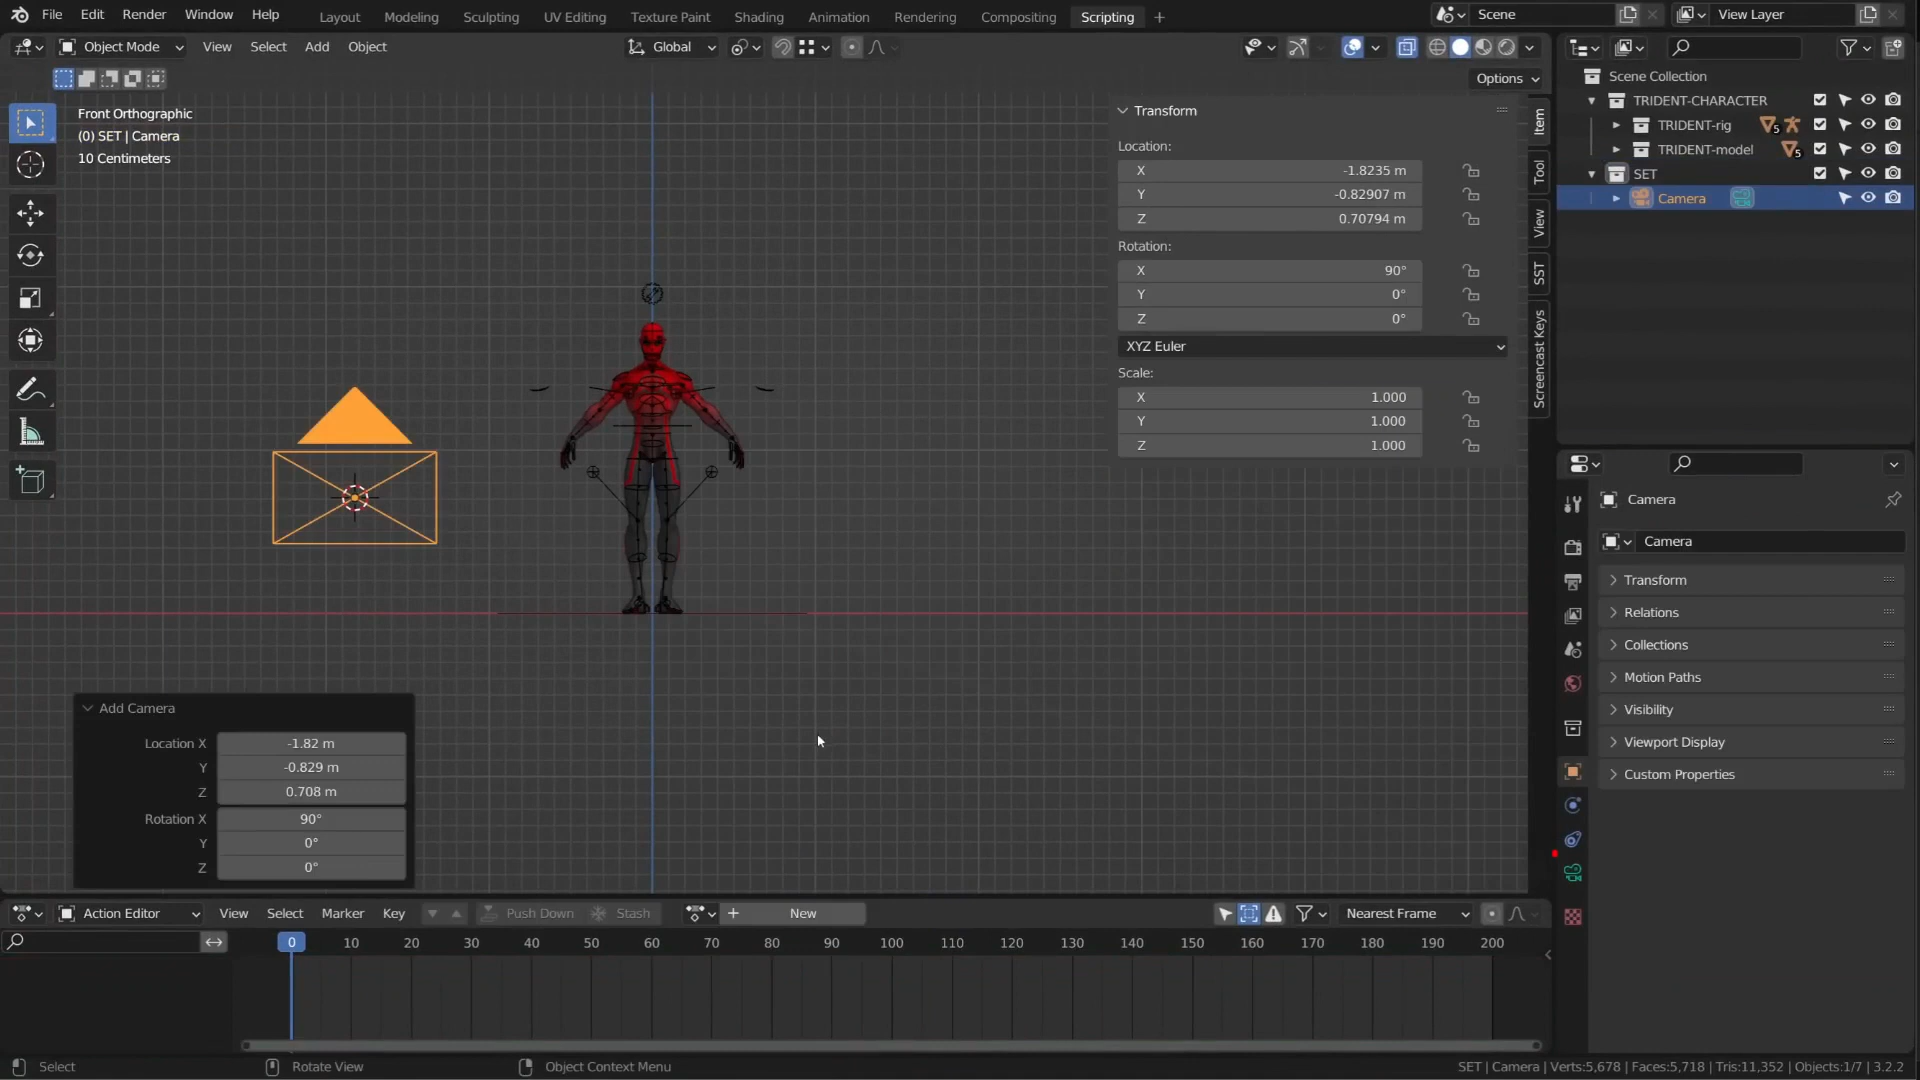 File Edit Render Window Help Layout Modeling Sculpting UV Editing Texture Paint Shading Animation Rendering Compositing Scripting Scene View Layer
Object Mode View Select Add Object Global
Options
Front Orthographic
(0) SET | Camera
10 Centimeters
Transform
Location:
X -1.8235 m
Y -0.82907 m
Z 0.70794 m
Rotation:
X 90°
Y 0°
Z 0°
XYZ Euler
Scale:
X 1.000
Y 1.000
Z 1.000
Item
Tool
View
SST
Screencast Keys
Scene Collection
TRIDENT-CHARACTER
TRIDENT-rig 5
TRIDENT-model 5
SET
Camera
Camera
Camera
Transform
Relations
Collections
Motion Paths
Visibility
Viewport Display
Custom Properties
Add Camera
Location X -1.82 m
Y -0.829 m
Z 0.708 m
Rotation X 90°
Y 0°
Z 0°
Action Editor View Select Marker Key Push Down Stash New Nearest Frame
0 10 20 30 40 50 60 70 80 90 100 110 120 130 140 150 160 170 180 190 200
Select Rotate View Object Context Menu SET | Camera | Verts:5,678 | Faces:5,718 | Tris:11,352 | Objects:1/7 | 3.2.2